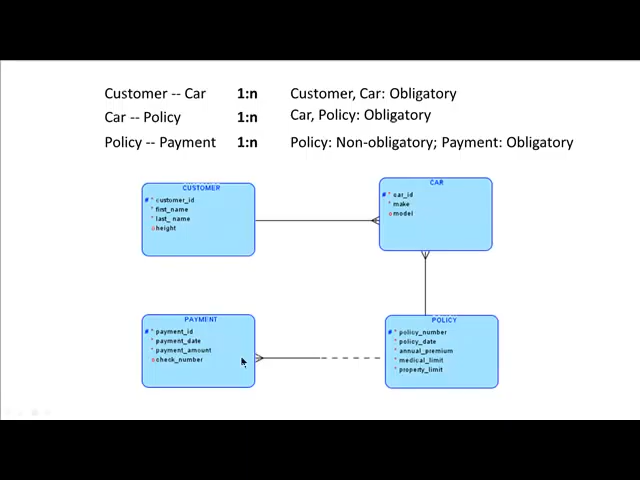 Customer -- Car 1:n Customer, Car: Obligatory
Car -- Policy 1:n Car, Policy: Obligatory
Policy -- Payment 1:n Policy: Non-obligatory; Payment: Obligatory
CUSTOMER
# * customer_id
* first_name
* last_ name
o height
CAR
# * car_id
* make
o model
PAYMENT
# * payment_id
* payment_date
* payment_amount
o check_number
POLICY
# * policy_number
* policy_date
* annual_premium
* medical_limit
* property_limit